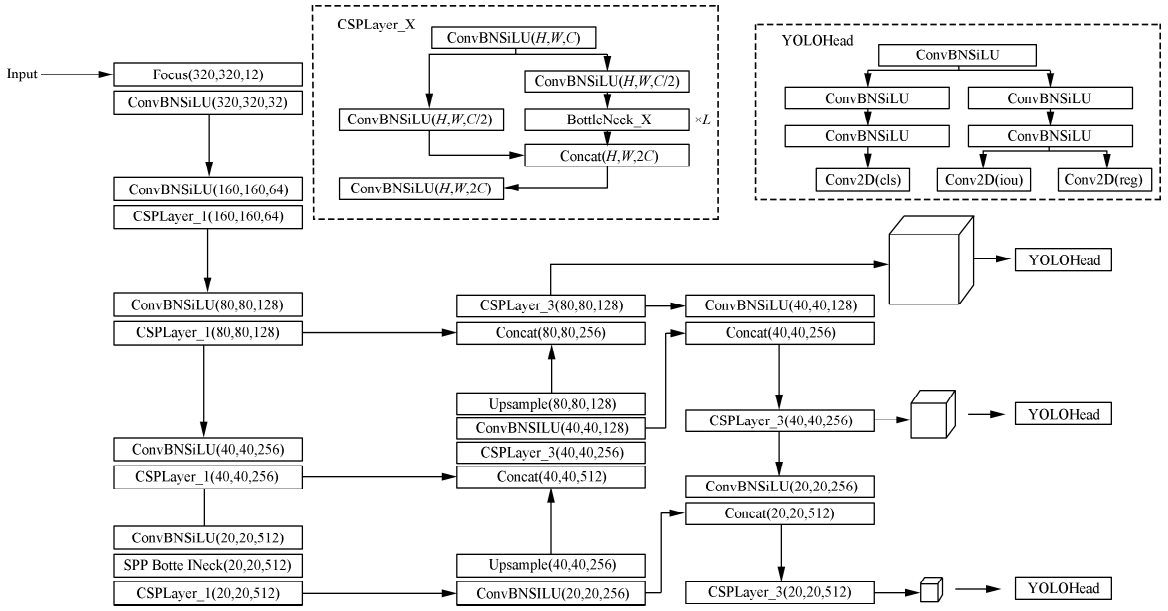 CSPLayer_X
ConvBNSiLU(H,W,C)
ConvBNSiLU(H,W,C/2)
ConvBNSiLU(H,W,C/2)
BottleNeck_X
×L
Concat(H,W,2C)
ConvBNSiLU(H,W,2C)
YOLOHead
ConvBNSiLU
ConvBNSiLU
ConvBNSiLU
ConvBNSiLU
ConvBNSiLU
Conv2D(cls)
Conv2D(iou)
Conv2D(reg)
Input
Focus(320,320,12)
ConvBNSiLU(320,320,32)
ConvBNSiLU(160,160,64)
CSPLayer_1(160,160,64)
ConvBNSiLU(80,80,128)
CSPLayer_1(80,80,128)
ConvBNSiLU(40,40,256)
CSPLayer_1(40,40,256)
ConvBNSiLU(20,20,512)
SPP Botte INeck(20,20,512)
CSPLayer_1(20,20,512)
CSPLayer_3(80,80,128)
Concat(80,80,256)
Upsample(80,80,128)
ConvBNSILU(40,40,128)
CSPLayer_3(40,40,256)
Concat(40,40,512)
Upsample(40,40,256)
ConvBNSILU(20,20,256)
ConvBNSiLU(40,40,128)
Concat(40,40,256)
CSPLayer_3(40,40,256)
ConvBNSiLU(20,20,256)
Concat(20,20,512)
CSPLayer_3(20,20,512)
YOLOHead
YOLOHead
YOLOHead